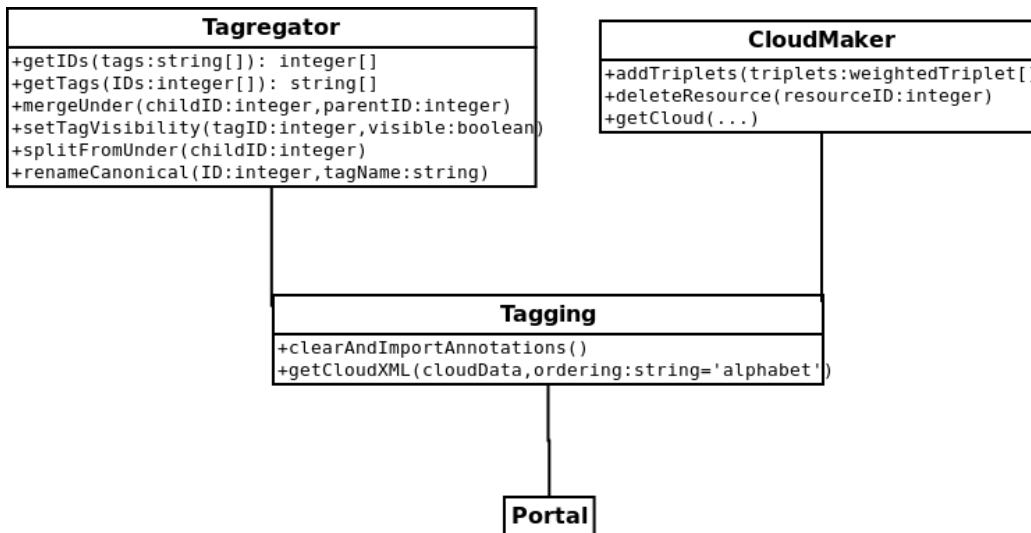 Tagregator
+getIDs(tags:string[]): integer[]
+getTags(IDs:integer[]): string[]
+mergeUnder(childID:integer,parentID:integer)
+setTagVisibility(tagID:integer,visible:boolean)
+splitFromUnder(childID:integer)
+renameCanonical(ID:integer,tagName:string)
CloudMaker
+addTriplets(triplets:weightedTriplet[]
+deleteResource(resourceID:integer)
+getCloud(...)
Tagging
+clearAndImportAnnotations()
+getCloudXML(cloudData,ordering:string='alphabet')
Portal